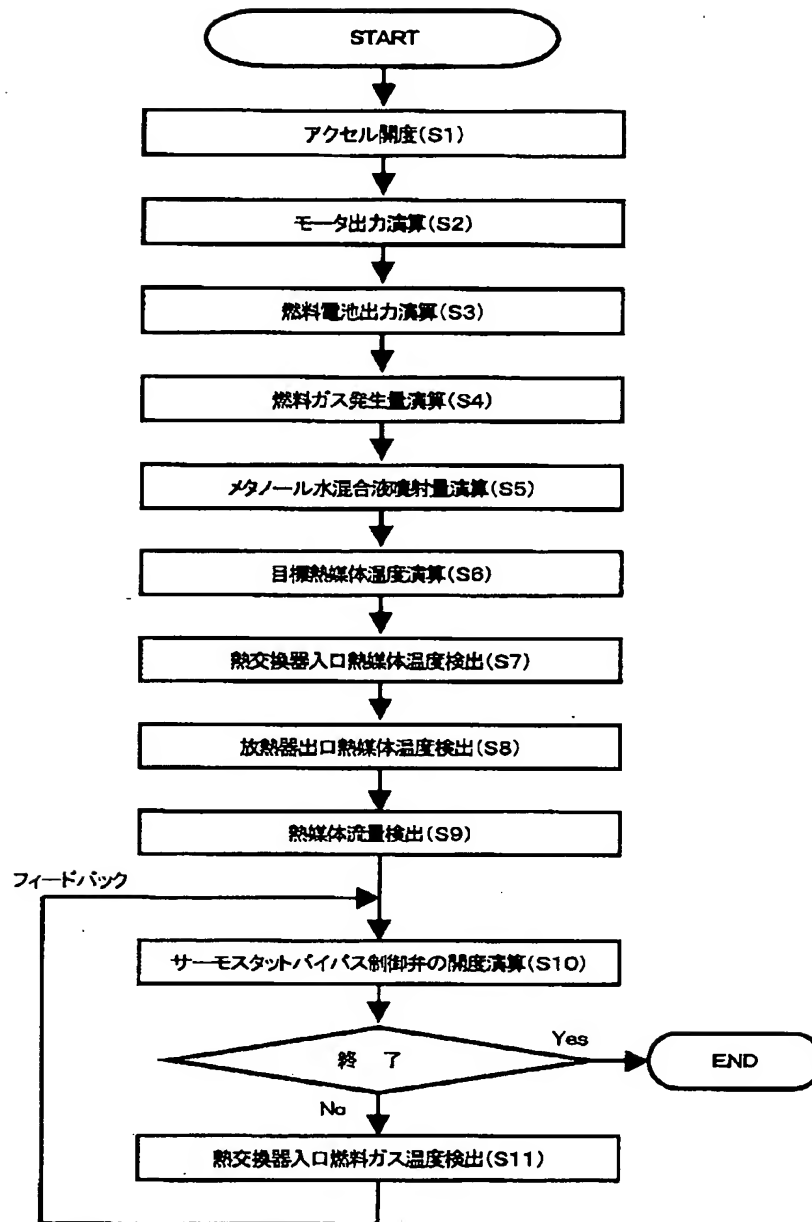 START
アクセル開度(S1)
モータ出力演算(S2)
燃料電池出力演算(S3)
燃料ガス発生量演算(S4)
メタノール水混合液噴射量演算(S5)
目標熱媒体温度演算(S6)
熱交換器入口熱媒体温度検出(S7)
放熱器出口熱媒体温度検出(S8)
熱媒体流量検出(S9)
フィードバック
サーモスタットバイパス制御弁の開度演算(S10)
終 了
Yes
END
No
熱交換器入口燃料ガス温度検出(S11)